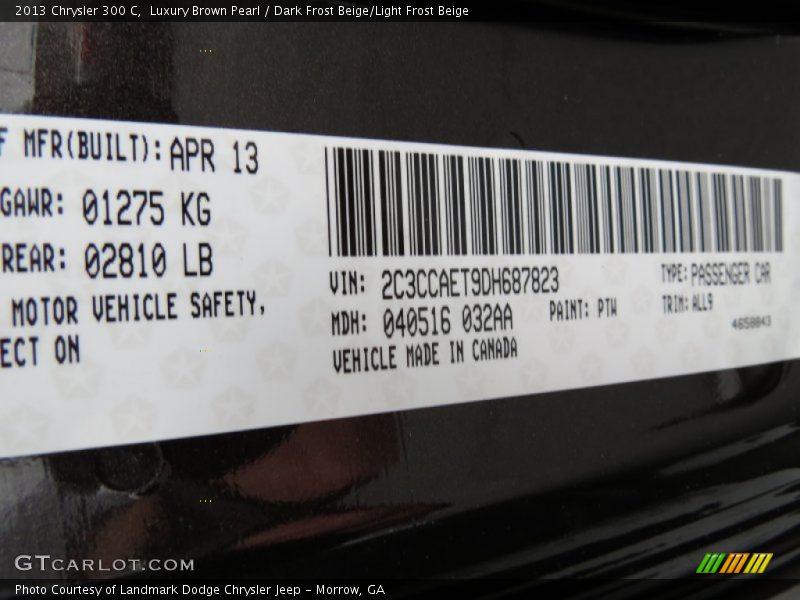 2013 Chrysler 300 C, Luxury Brown Pearl / Dark Frost Beige/Light Frost Beige
F MFR(BUILT): APR 13
GAWR: 01275 KG
REAR: 02810 LB
MOTOR VEHICLE SAFETY,
ECT ON
VIN: 2C3CCAET9DH687823
MDH: 040516 032AA
PAINT: PTW
VEHICLE MADE IN CANADA
TYPE: PASSENGER CAR
TRIM: ALL9
4658843
GTCARLOT.COM
Photo Courtesy of Landmark Dodge Chrysler Jeep – Morrow, GA